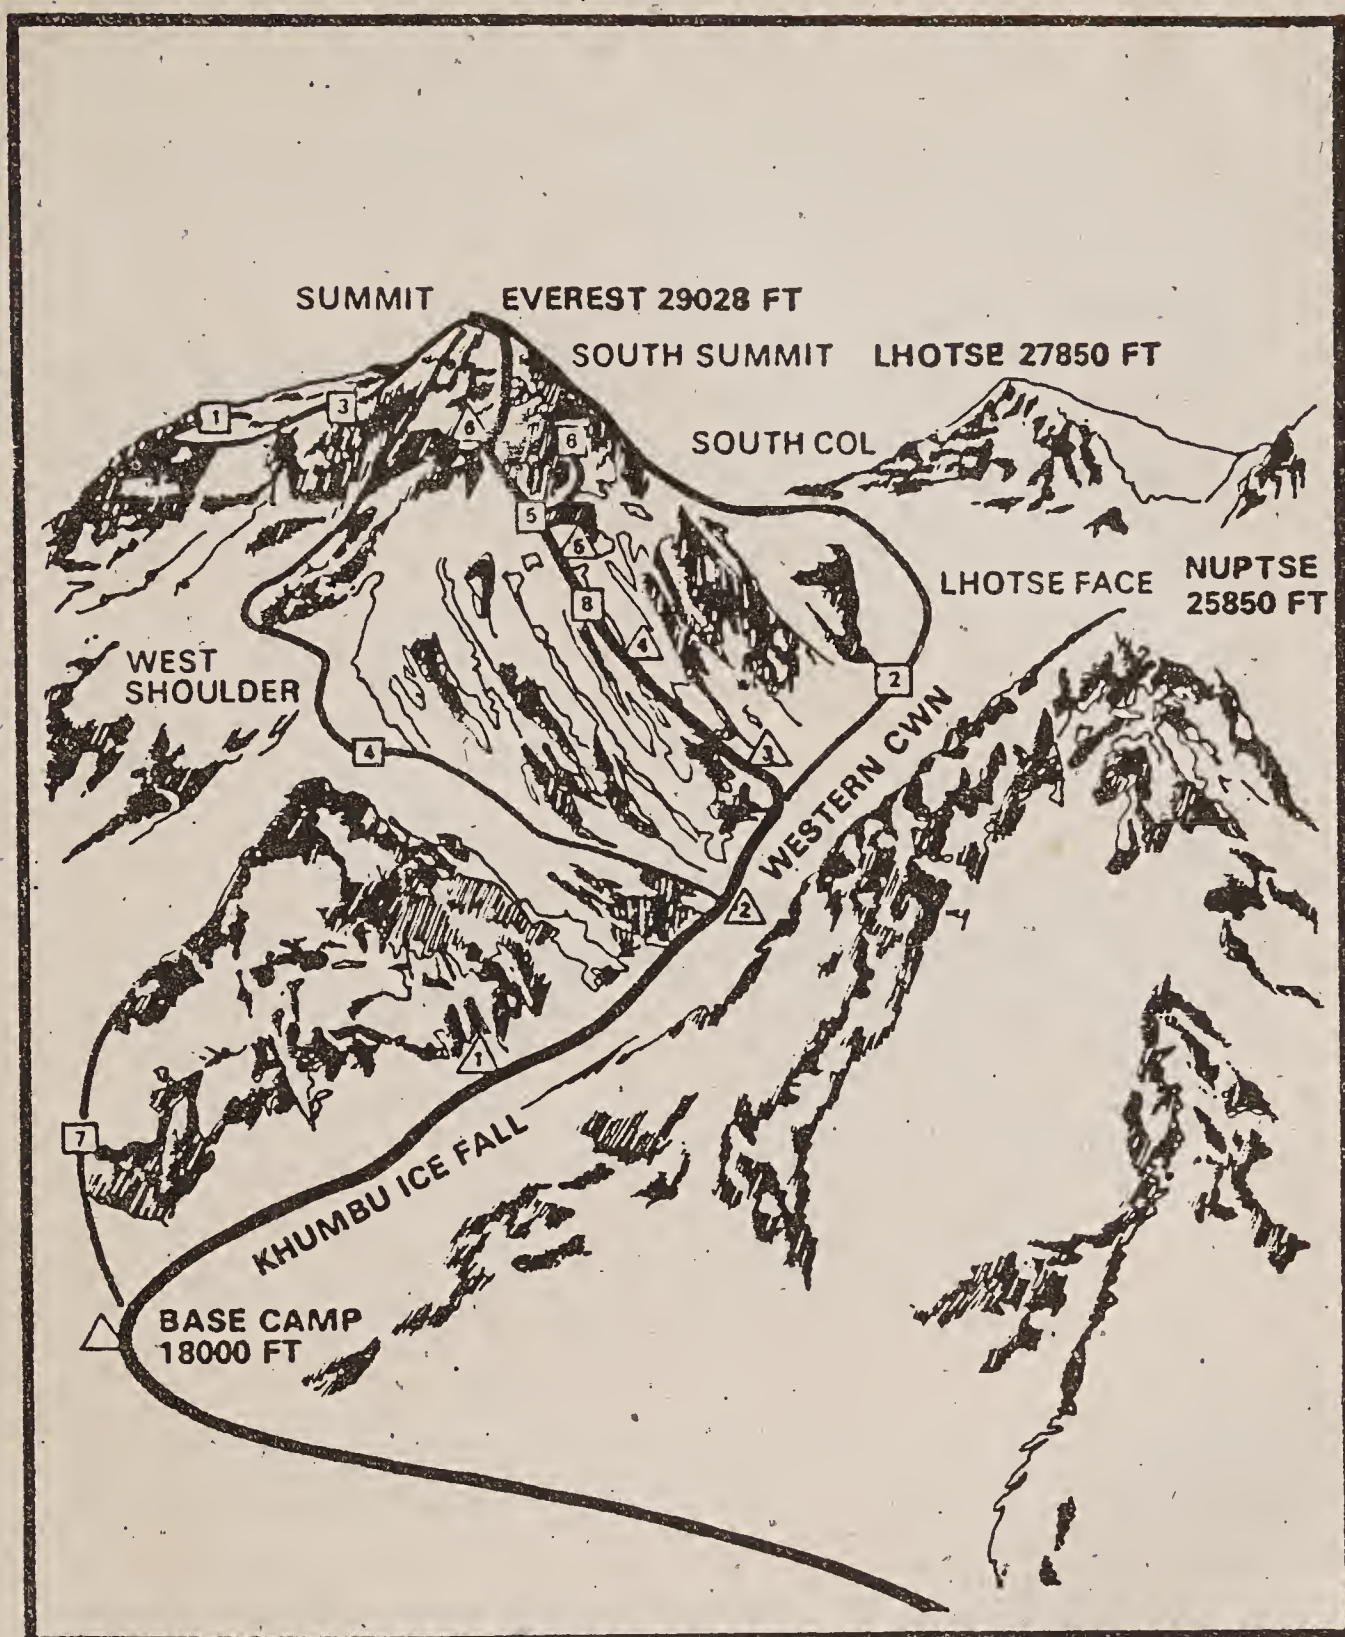 SUMMIT EVEREST 29028 FT
SOUTH SUMMIT LHOTSE 27850 FT
1
3
6
6
SOUTH COL
5
5
LHOTSE FACE
NUPTSE
25850 FT
8
4
WEST
SHOULDER
2
4
3
WESTERN CWN
2
1
7
KHUMBU ICE FALL
BASE CAMP
18000 FT